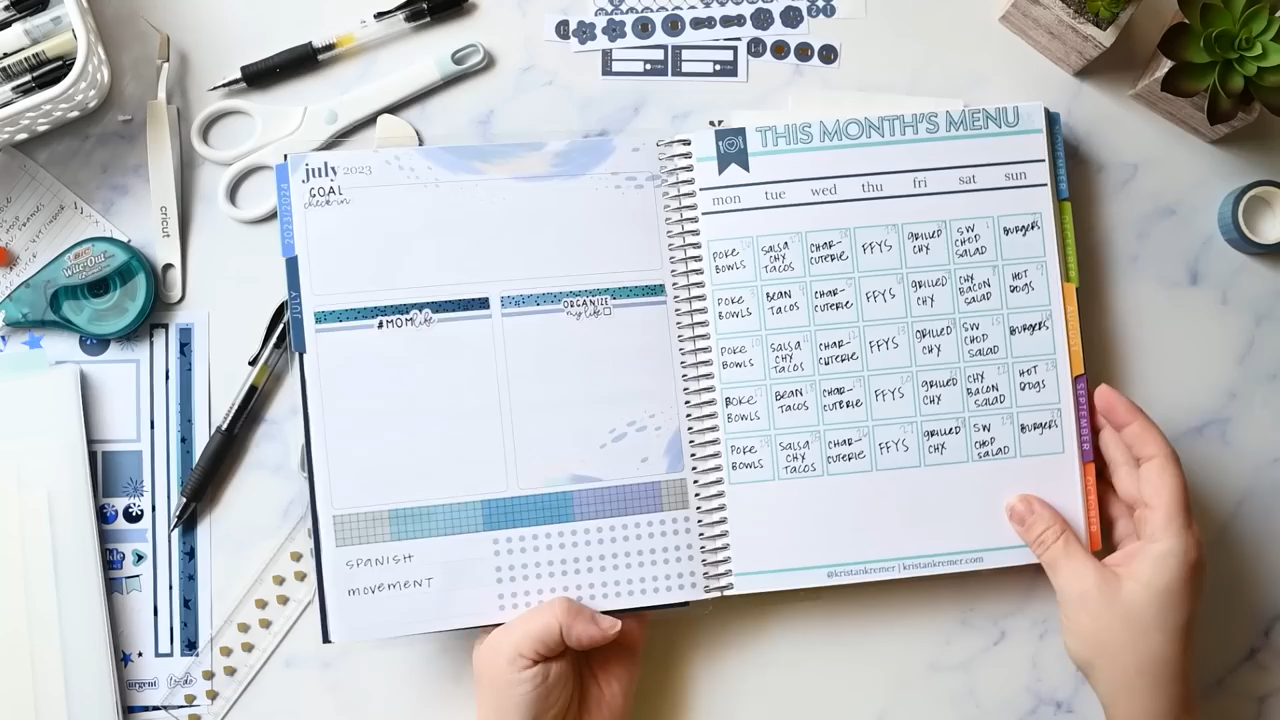 july 2023
GOAL
check-in
#MOMlife
ORGANIZE
my life
SPANISH
MOVEMENT
2023/2024
JULY
THIS MONTH'S MENU
mon tue wed thu fri sat sun
POKE BOWLS
SALSA CHX TACOS
CHAR-CUTERIE
FFYS
GRILLED CHX
SW CHOP SALAD
BURGERS
POKE BOWLS
BEAN TACOS
CHAR-CUTERIE
FFYS
GRILLED CHX
CHX BACON SALAD
HOT DOGS
POKE BOWLS
SALSA CHX TACOS
CHAR-CUTERIE
FFYS
GRILLED CHX
SW CHOP SALAD
BURGERS
POKE BOWLS
BEAN TACOS
CHAR-CUTERIE
FFYS
GRILLED CHX
CHX BACON SALAD
HOT DOGS
POKE BOWLS
SALSA CHX TACOS
CHAR-CUTERIE
FFYS
GRILLED CHX
SW CHOP SALAD
BURGERS
@kristankremer | kristankremer.com
NOVEMBER
DECEMBER
AUGUST
SEPTEMBER
OCTOBER
cricut
BIC
Wite-Out
urgent
to-do